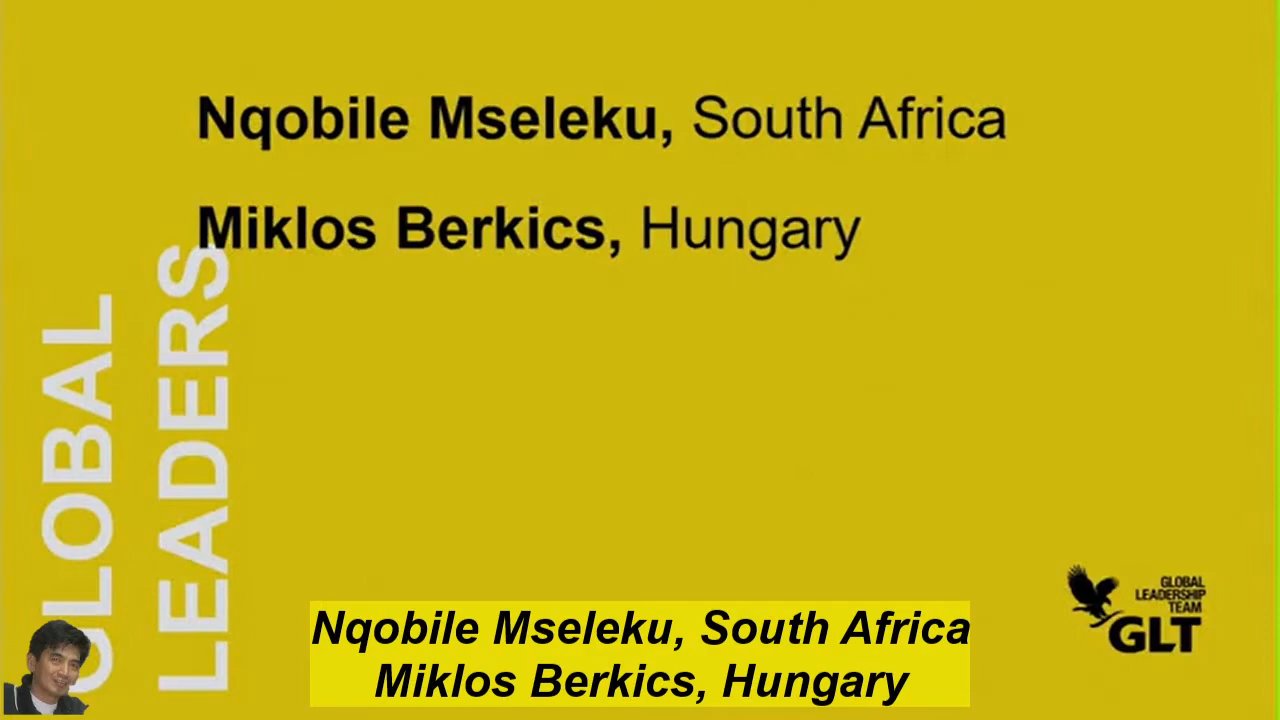 Nqobile Mseleku, South Africa
Miklos Berkics, Hungary
GLOBAL
LEADERS
GLOBAL
LEADERSHIP
TEAM
GLT
Nqobile Mseleku, South Africa
Miklos Berkics, Hungary